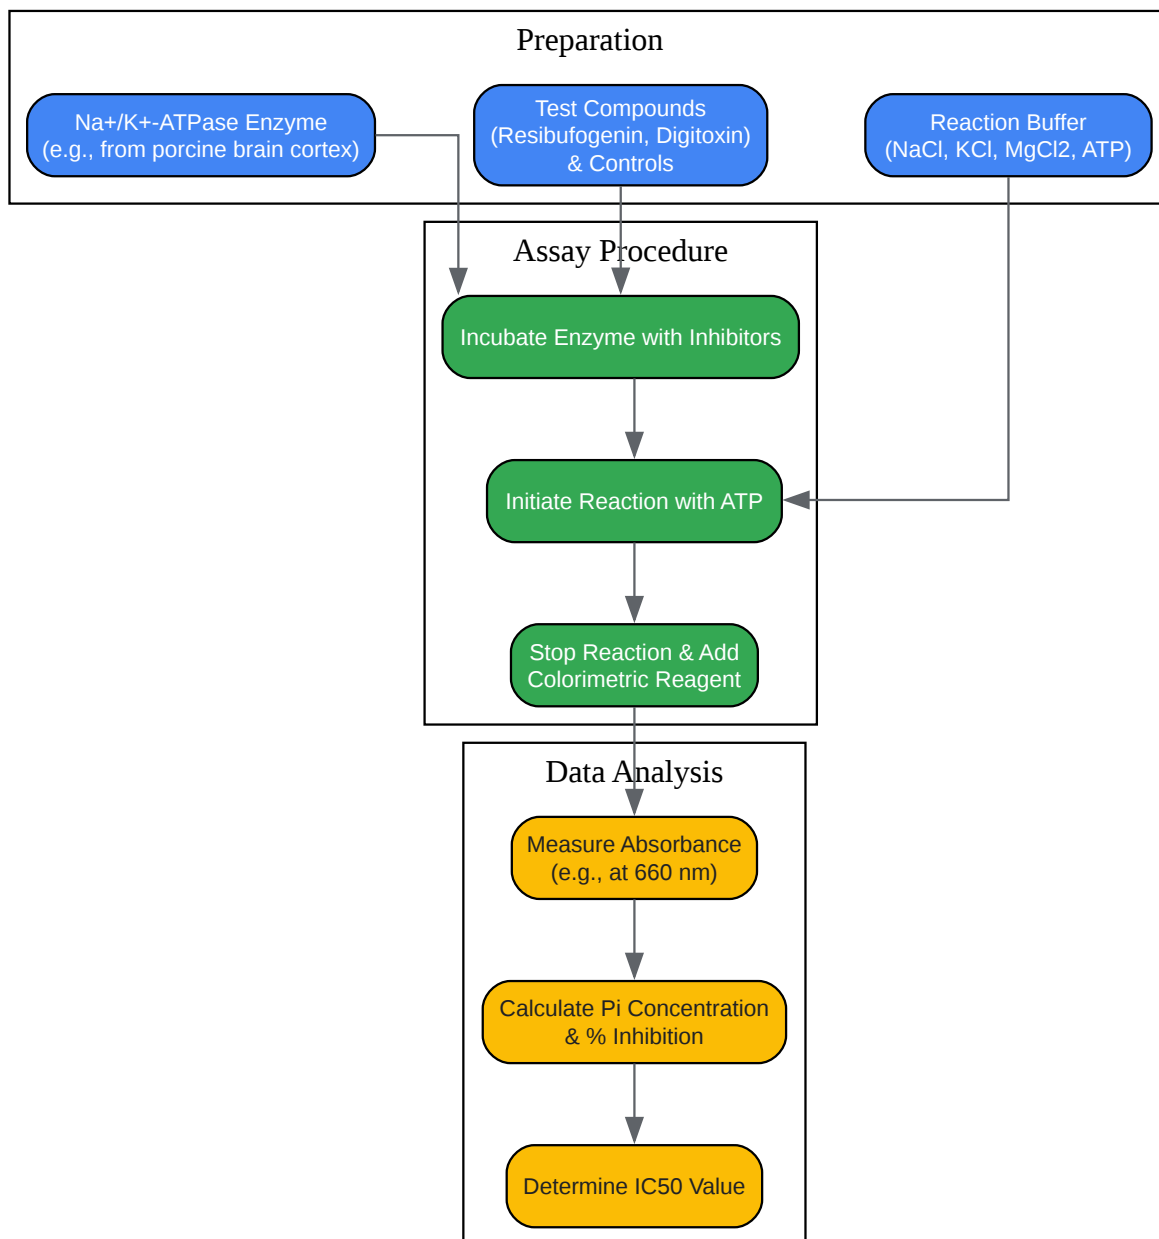 Preparation
Na+/K+-ATPase Enzyme
(e.g., from porcine brain cortex)
Test Compounds
(Resibufogenin, Digitoxin)
& Controls
Reaction Buffer
(NaCl, KCl, MgCl2, ATP)
Assay Procedure
Incubate Enzyme with Inhibitors
Initiate Reaction with ATP
Stop Reaction & Add
Colorimetric Reagent
Data Analysis
Measure Absorbance
(e.g., at 660 nm)
Calculate Pi Concentration
& % Inhibition
Determine IC50 Value